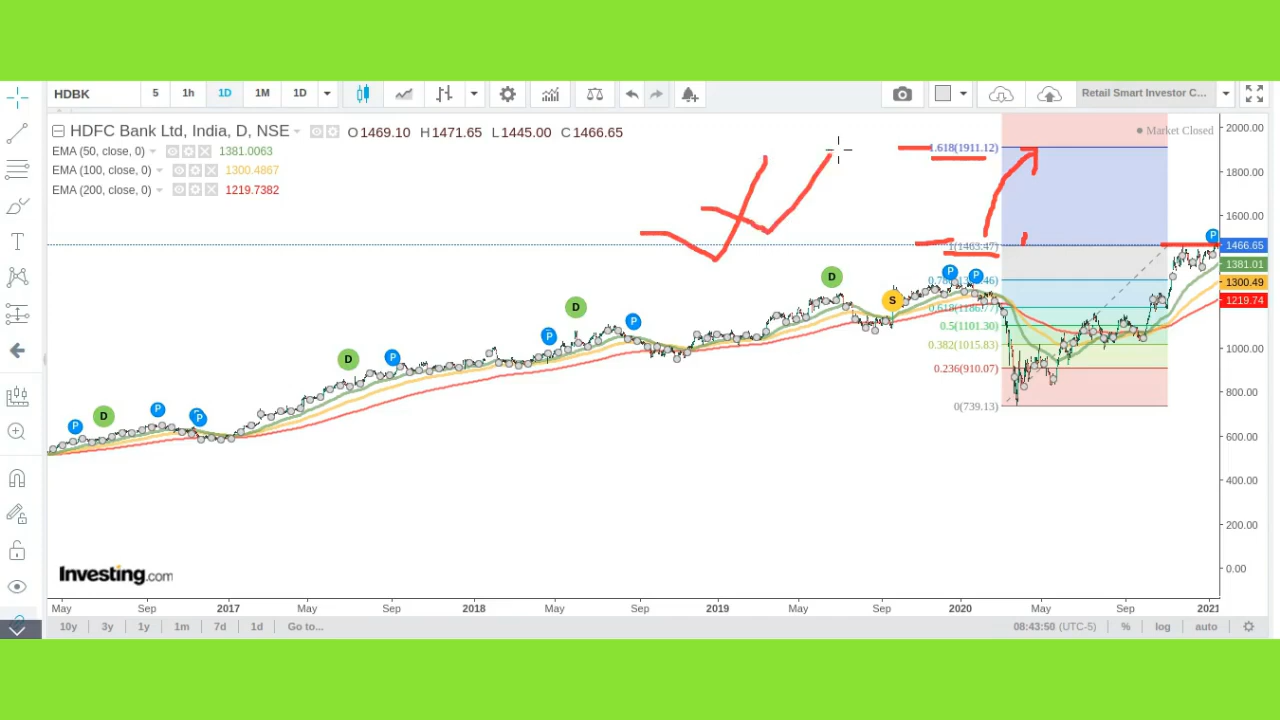 HDBK 5 1h 1D 1M 1D Retail Smart Investor C...
HDFC Bank Ltd, India, D, NSE O1469.10 H1471.65 L1445.00 C1466.65
Market Closed
EMA (50, close, 0) 1381.0063
EMA (100, close, 0) 1300.4867
EMA (200, close, 0) 1219.7382
1.618(1911.12)
1(1463.47)
0.618(1186.77)
0.5(1101.30)
0.382(1015.83)
0.236(910.07)
0(739.13)
P D P P D P P D P D S P P P
2000.00
1800.00
1600.00
1466.65
1381.01
1300.49
1219.74
1000.00
800.00
600.00
400.00
200.00
0.00
Investing.com
May Sep 2017 May Sep 2018 May Sep 2019 May Sep 2020 May Sep 2021
10y 3y 1y 1m 7d 1d Go to... 08:43:50 (UTC-5) % log auto